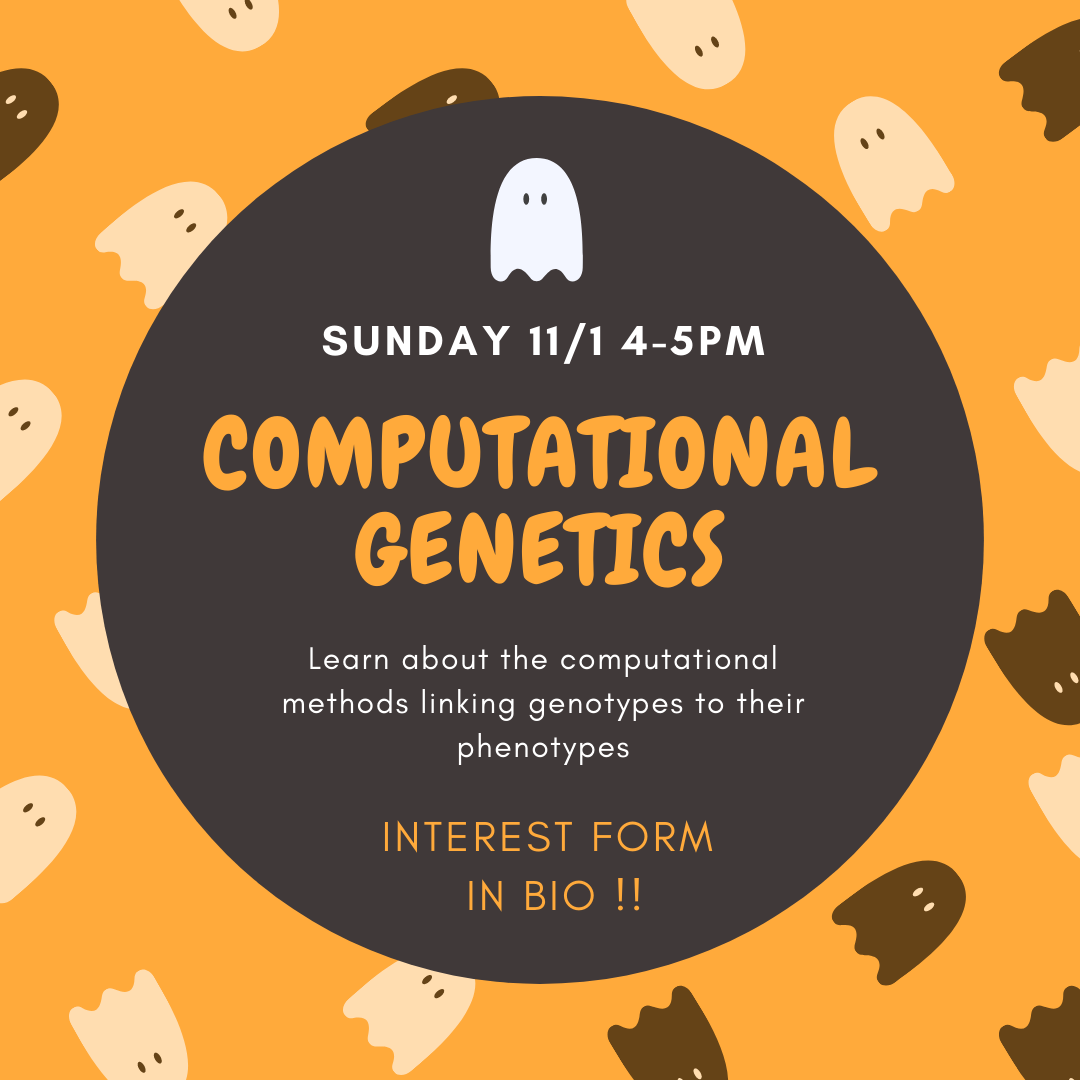 SUNDAY 11/1 4-5PM
COMPUTATIONAL
GENETICS
Learn about the computational
methods linking genotypes to their
phenotypes
INTEREST FORM
IN BIO !!